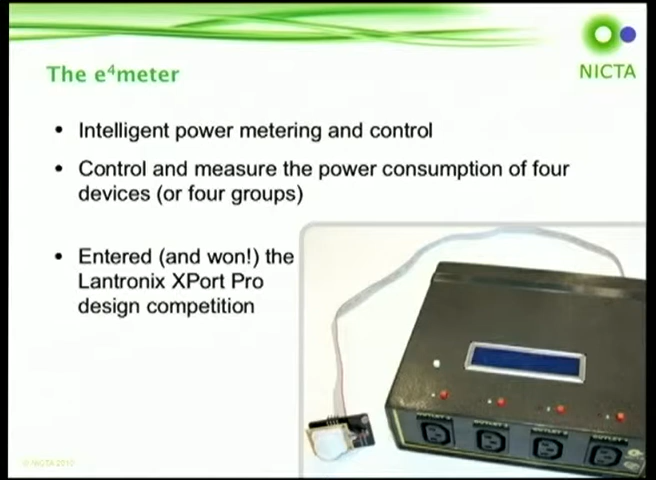 NICTA
The e⁴meter
• Intelligent power metering and control
• Control and measure the power consumption of four
devices (or four groups)
• Entered (and won!) the
Lantronix XPort Pro
design competition
© NICTA 2010